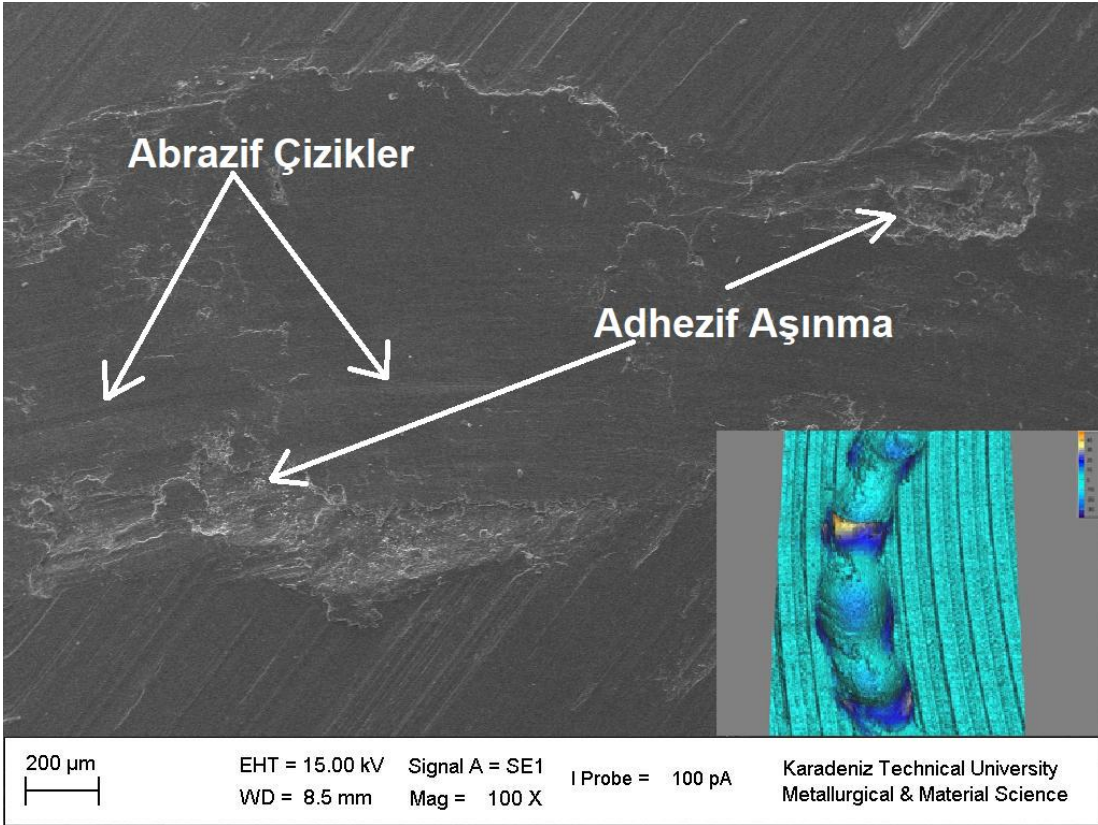 Abrazif Çizikler
Adhezif Aşınma
200 µm
EHT = 15.00 kV
WD = 8.5 mm
Signal A = SE1
Mag = 100 X
I Probe = 100 pA
Karadeniz Technical University
Metallurgical & Material Science